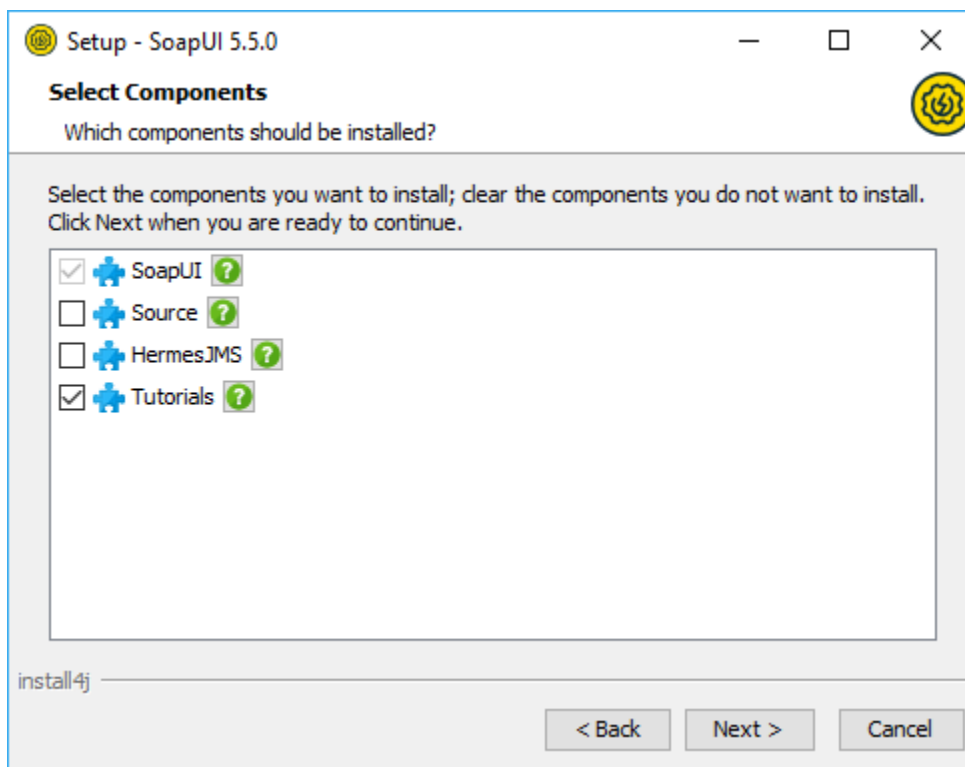 Setup - SoapUI 5.5.0
Select Components
Which components should be installed?
Select the components you want to install; clear the components you do not want to install.
Click Next when you are ready to continue.
SoapUI ?
Source ?
HermesJMS ?
Tutorials ?
install4j
< Back Next > Cancel